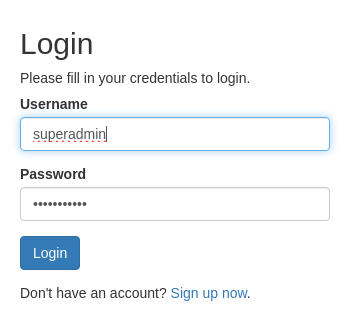 Login
Please fill in your credentials to login.
Username
superadmin
Password
•••••••••••
Login
Don't have an account? Sign up now.